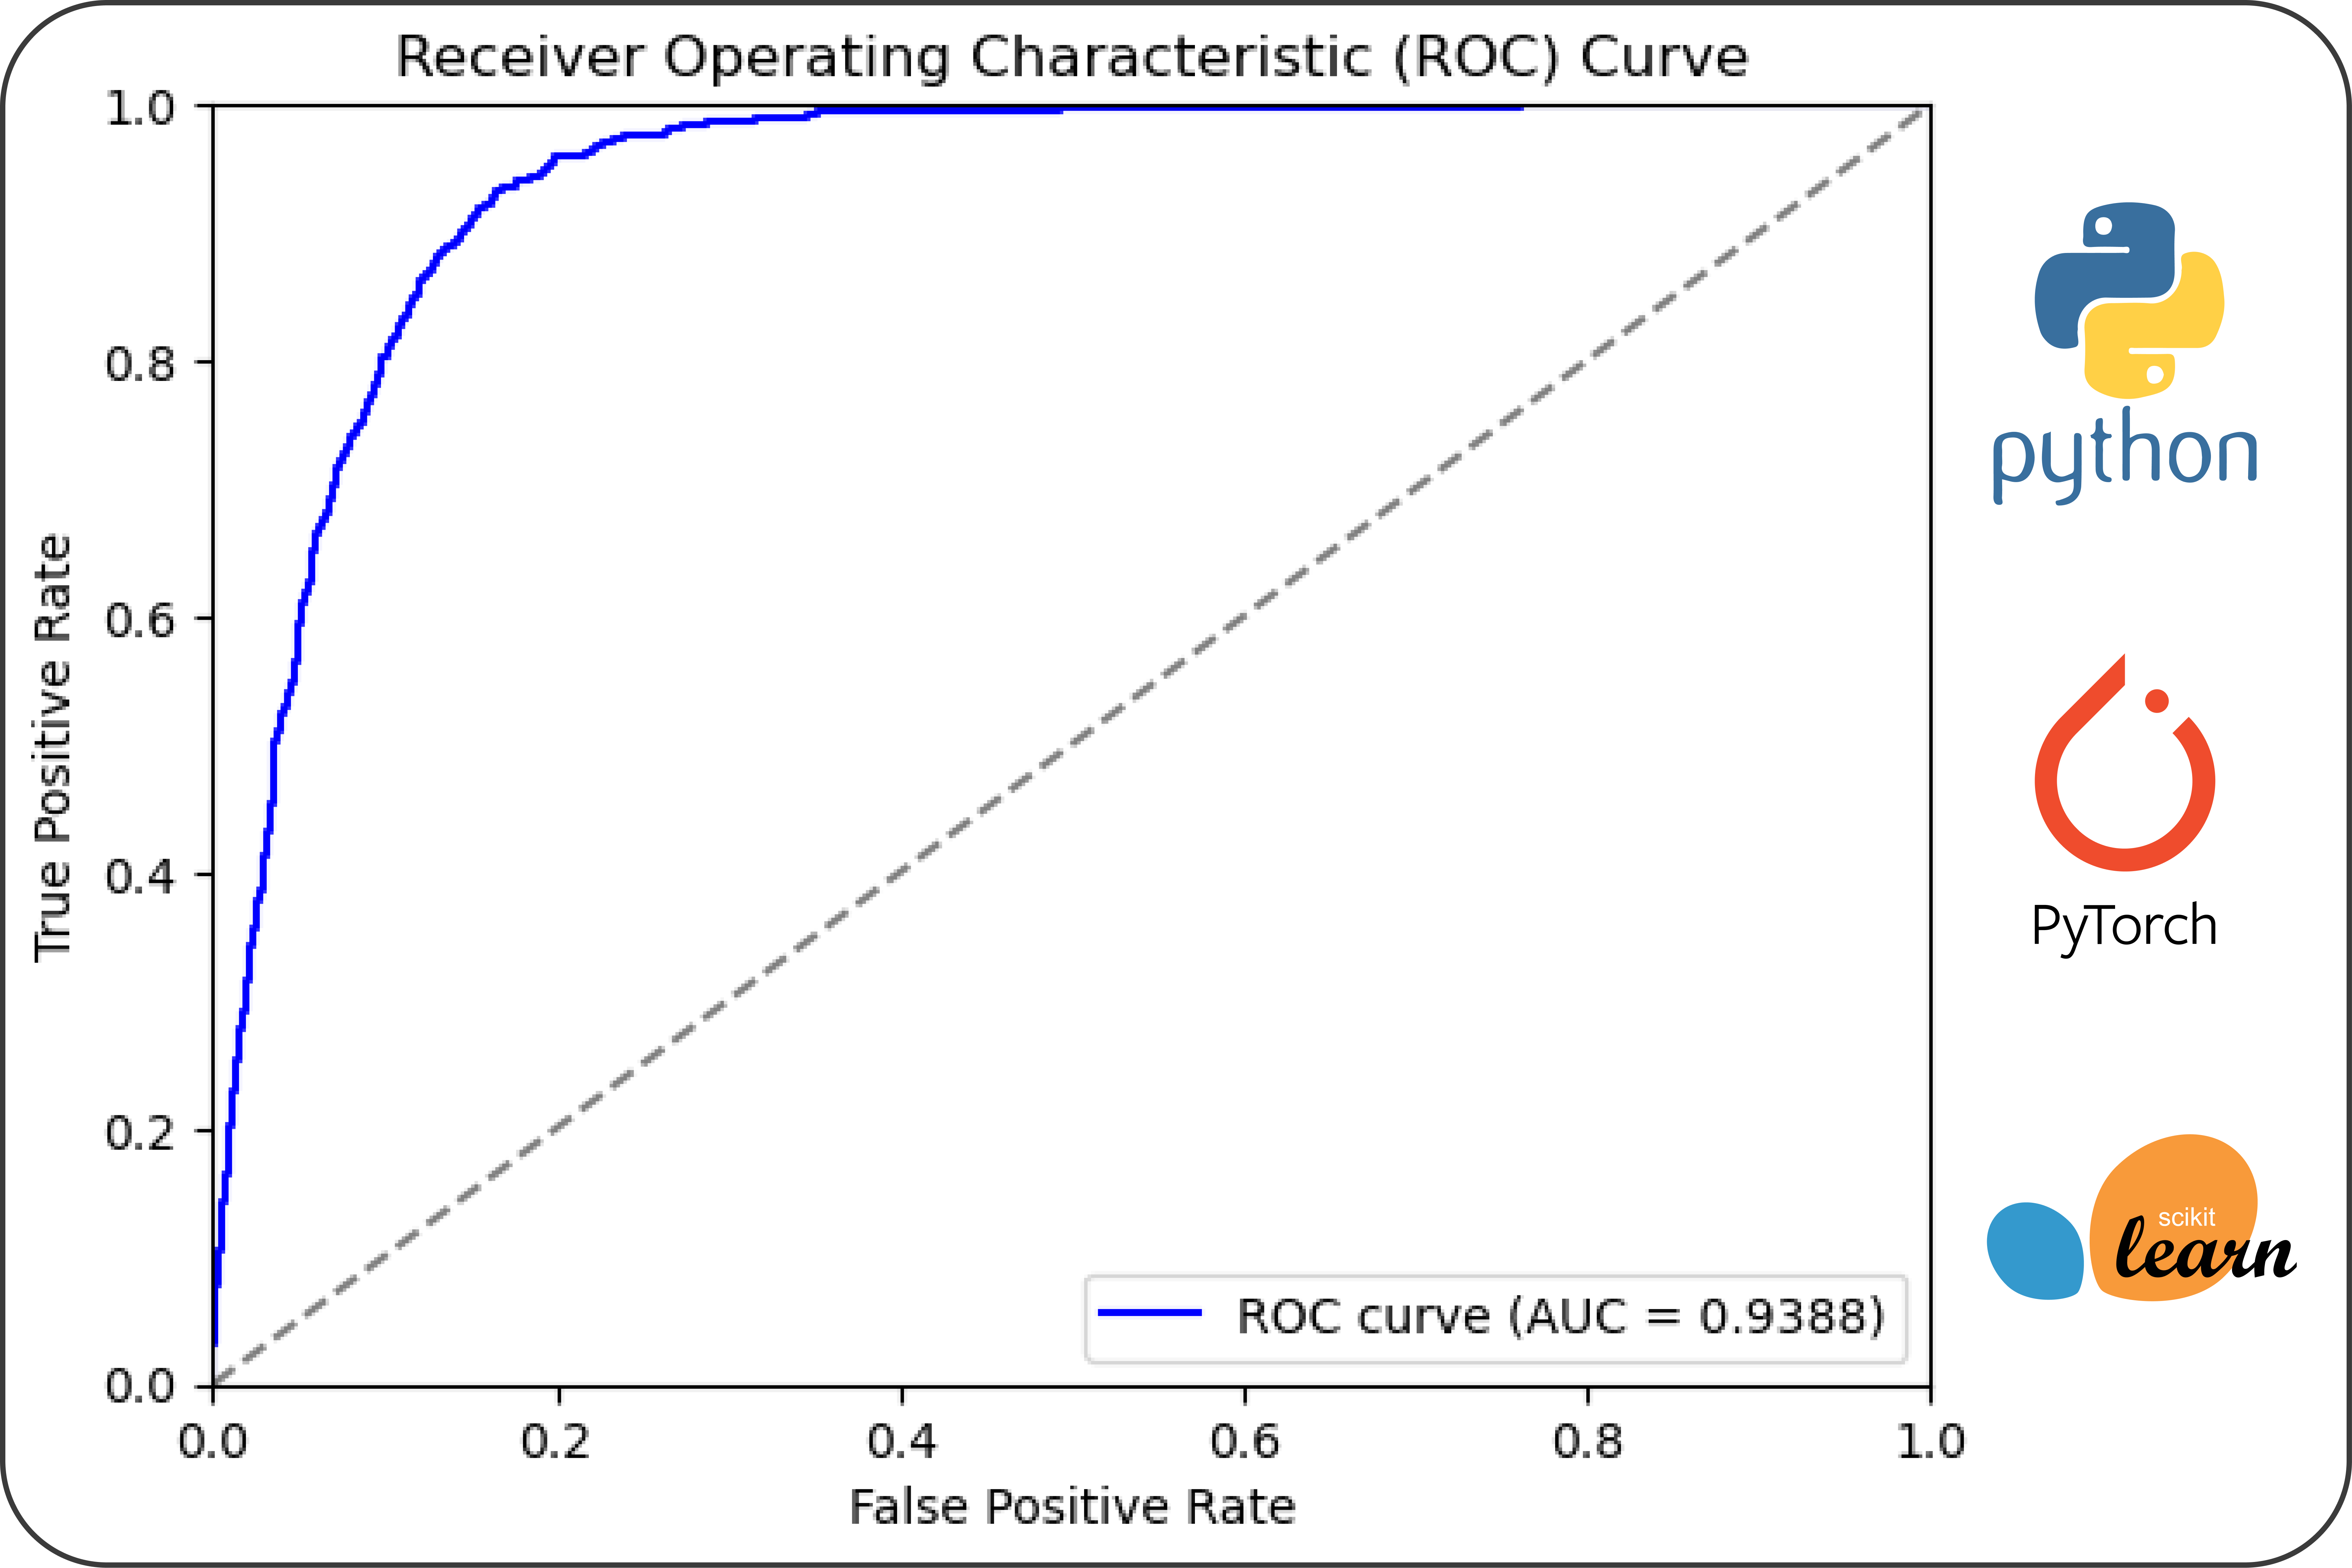 Receiver Operating Characteristic (ROC) Curve
True Positive Rate
1.0
0.8
0.6
0.4
0.2
0.0
0.0 0.2 0.4 0.6 0.8 1.0
False Positive Rate
ROC curve (AUC = 0.9388)
python
PyTorch
scikit
learn